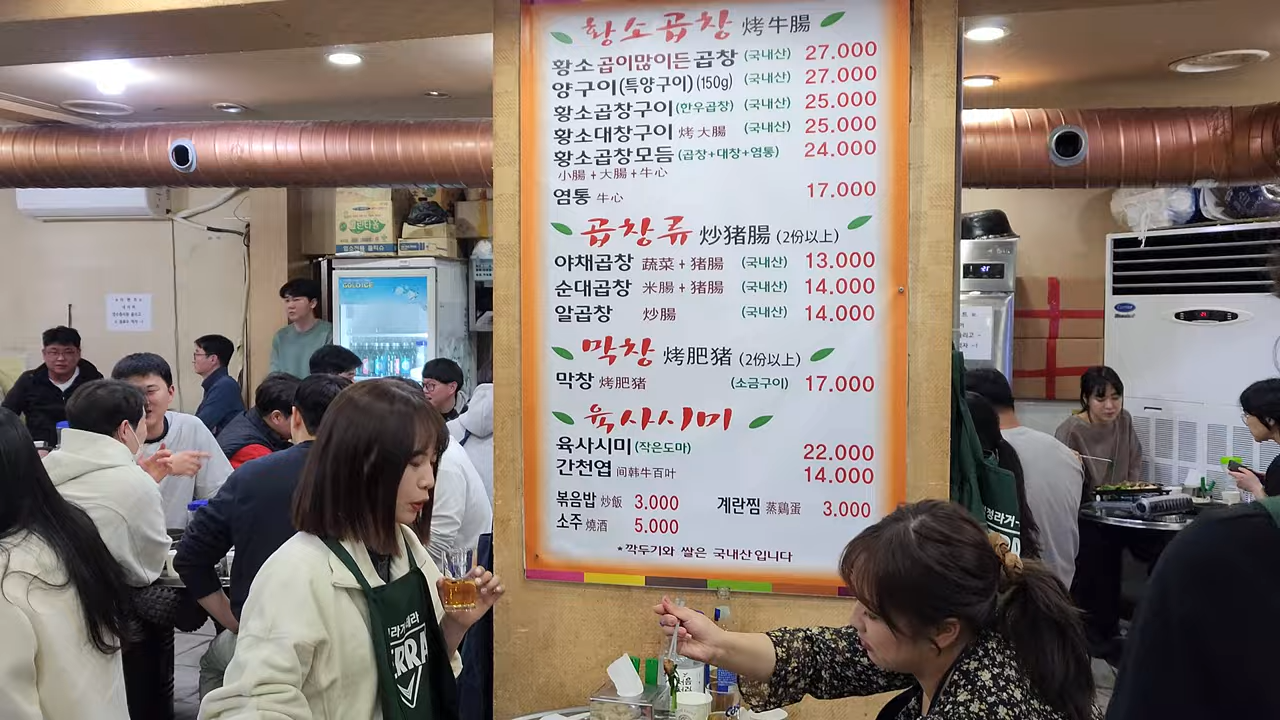 황소곱창 烤牛腸
황소곱이많이든곱창 (국내산) 27.000
양구이(특양구이)(150g) (국내산) 27.000
황소곱창구이(한우곱창) (국내산) 25.000
황소대창구이 烤大腸 (국내산) 25.000
황소곱창모듬(곱창+대창+염통) 24.000
小腸+大腸+牛心
염통 牛心 17.000
곱창류 炒猪腸 (2份以上)
야채곱창 蔬菜+猪腸 (국내산) 13.000
순대곱창 米腸+猪腸 (국내산) 14.000
알곱창 炒腸 (국내산) 14.000
막창 烤肥猪 (2份以上)
막창 烤肥猪 (소금구이) 17.000
육사시미
육사시미(작은도마) 22.000
간천엽 间韩牛百叶 14.000
볶음밥 炒飯 3.000 계란찜 蒸鷄蛋 3.000
소주 燒酒 5.000
*깍두기와 쌀은 국내산입니다
GOLD ICE